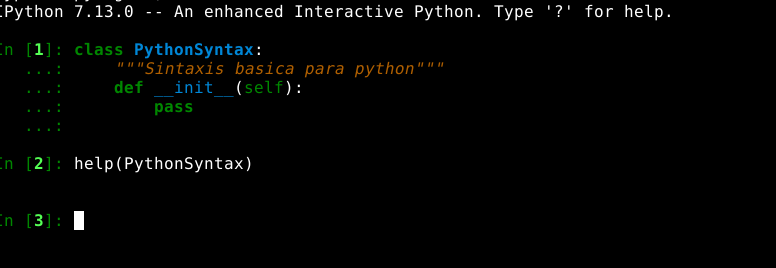 IPython 7.13.0 -- An enhanced Interactive Python. Type '?' for help.
In [1]: class PythonSyntax:
...: """Sintaxis basica para python"""
...: def __init__(self):
...: pass
...:
In [2]: help(PythonSyntax)
In [3]: